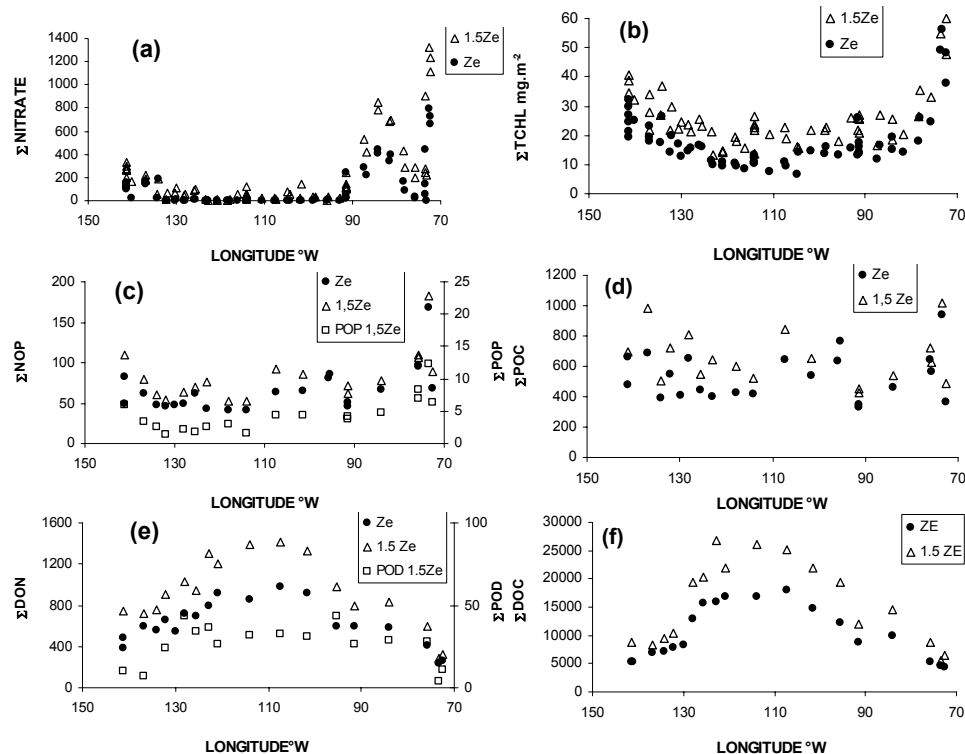 (a)
1.5Ze
Ze
ΣNITRATE
1400
1200
1000
800
600
400
200
0
150 130 110 90 70
LONGITUDE °W
(b)
1.5Ze
Ze
ΣTCHL mg.m-2
60
50
40
30
20
10
0
150 130 110 90 70
LONGITUDE °W
(c)
Ze
1,5Ze
POP 1,5Ze
ΣNOP
200
150
100
50
0
ΣPOP
25
20
15
10
5
0
150 130 110 90 70
LONGITUDE °W
(d)
Ze
1,5 Ze
ΣPOC
1200
1000
800
600
400
200
0
150 130 110 90 70
LONGITUDE °W
(e)
Ze
1.5 Ze
POD 1.5Ze
ΣDON
1600
1200
800
400
0
ΣPOD
100
50
0
150 130 110 90 70
LONGITUDE°W
(f)
ZE
1.5 ZE
ΣDOC
30000
25000
20000
15000
10000
5000
0
150 130 110 90 70
LONGITUDE °W